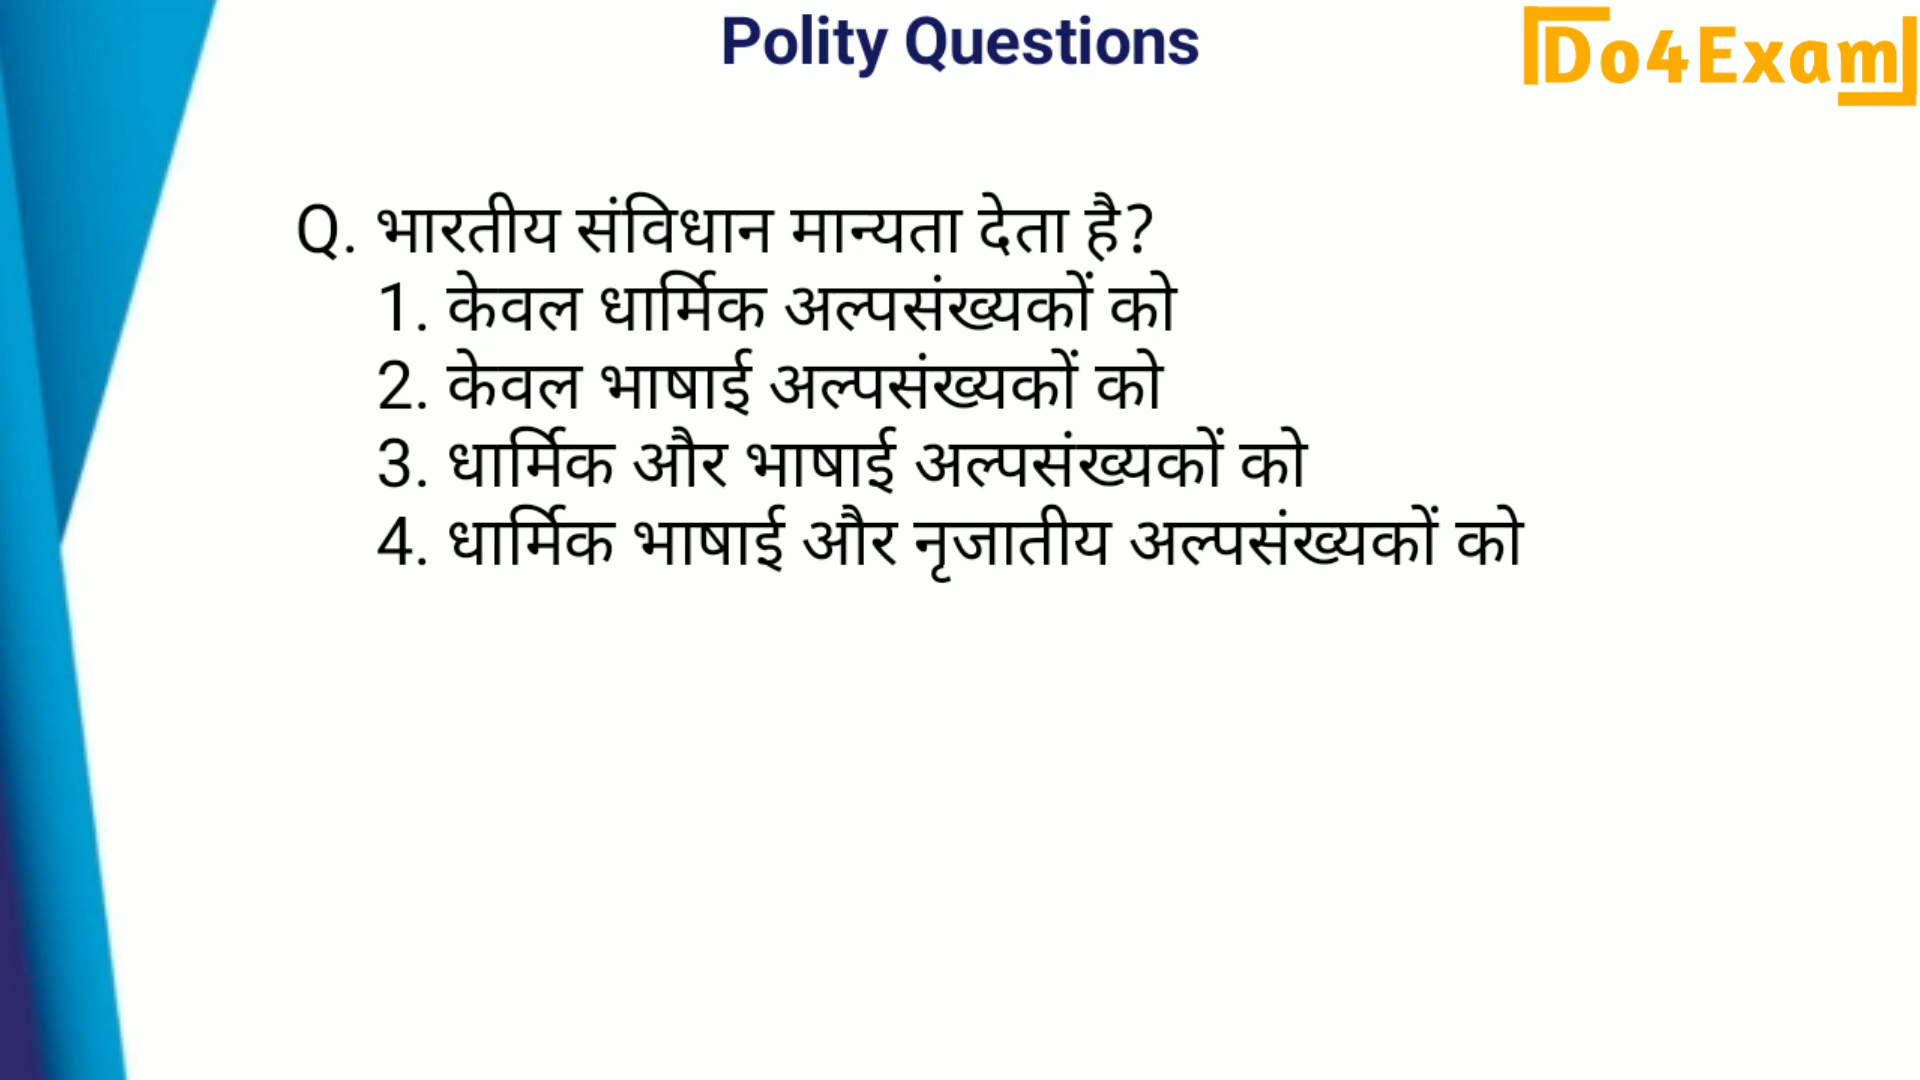 Polity Questions
Do4Exam
Q. भारतीय संविधान मान्यता देता है?
1. केवल धार्मिक अल्पसंख्यकों को
2. केवल भाषाई अल्पसंख्यकों को
3. धार्मिक और भाषाई अल्पसंख्यकों को
4. धार्मिक भाषाई और नृजातीय अल्पसंख्यकों को